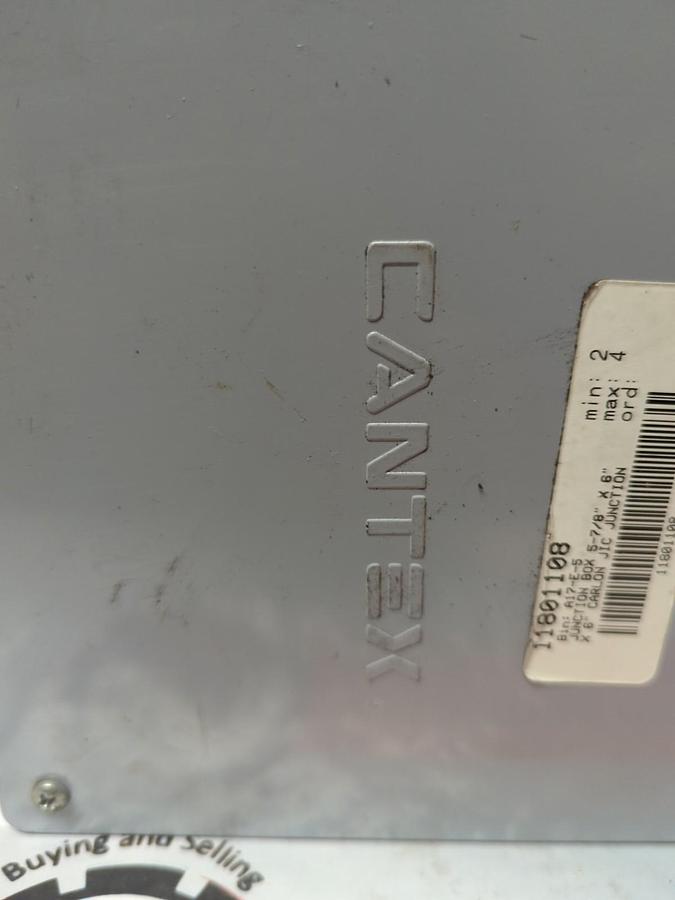 CANTEX
min: 2
max: 4
ord:
11801108
Bin: A17-E-5
JUNCTION BOX 5-7/8" X 6"
X 6" CARLON JIC JUNCTION
11801108
Buying and Selling